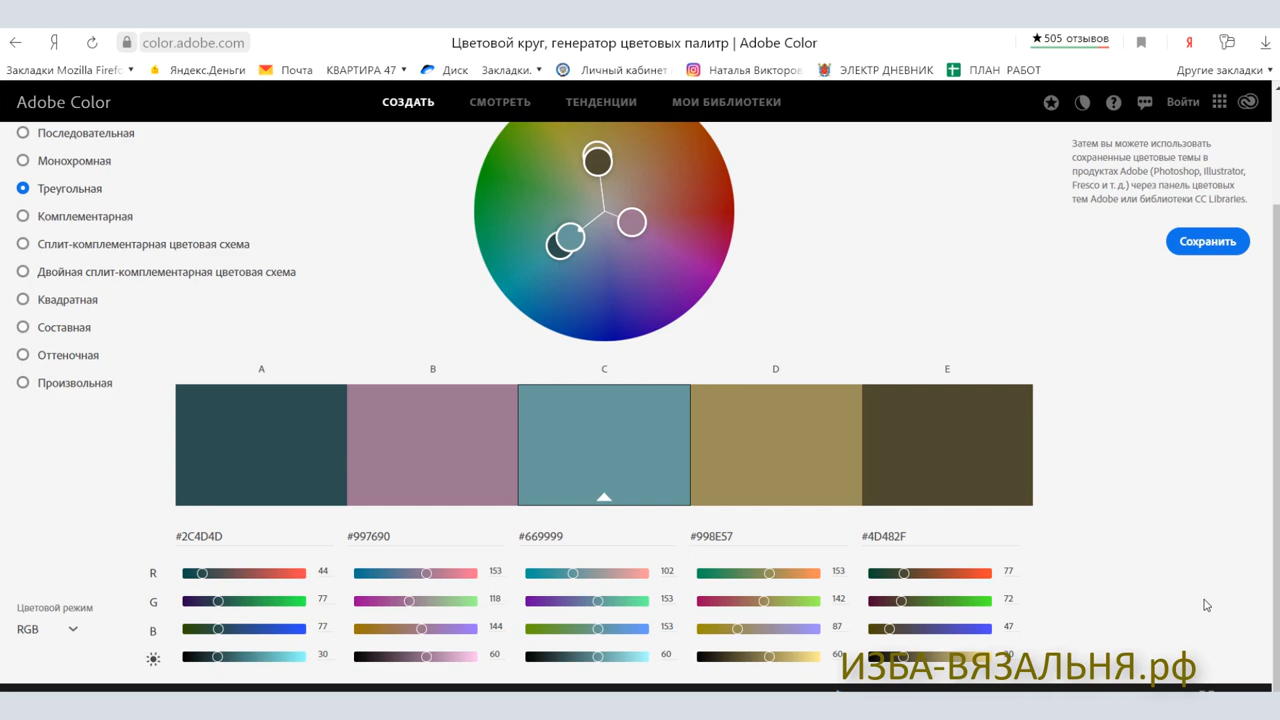 color.adobe.com
Цветовой круг, генератор цветовых палитр | Adobe Color
★505 отзывов
Закладки Mozilla Firefc
Яндекс.Деньги
Почта
КВАРТИРА 47
Диск
Закладки.
Личный кабинет
Наталья Викторов
ЭЛЕКТР ДНЕВНИК
ПЛАН РАБОТ
Другие закладки
Adobe Color
СОЗДАТЬ
СМОТРЕТЬ
ТЕНДЕНЦИИ
МОИ БИБЛИОТЕКИ
Войти
Последовательная
Монохромная
Треугольная
Комплементарная
Сплит-комплементарная цветовая схема
Двойная сплит-комплементарная цветовая схема
Квадратная
Составная
Оттеночная
Произвольная
Затем вы можете использовать
сохраненные цветовые темы в
продуктах Adobe (Photoshop, Illustrator,
Fresco и т. д.) через панель цветовых
тем Adobe или библиотеки CC Libraries.
Сохранить
A B C D E
#2C4D4D #997690 #669999 #998E57 #4D482F
R 44 153 102 153 77
G 77 118 153 142 72
B 77 144 153 87 47
30 60 60 60
Цветовой режим
RGB
ИЗБА-ВЯЗАЛЬНЯ.рф